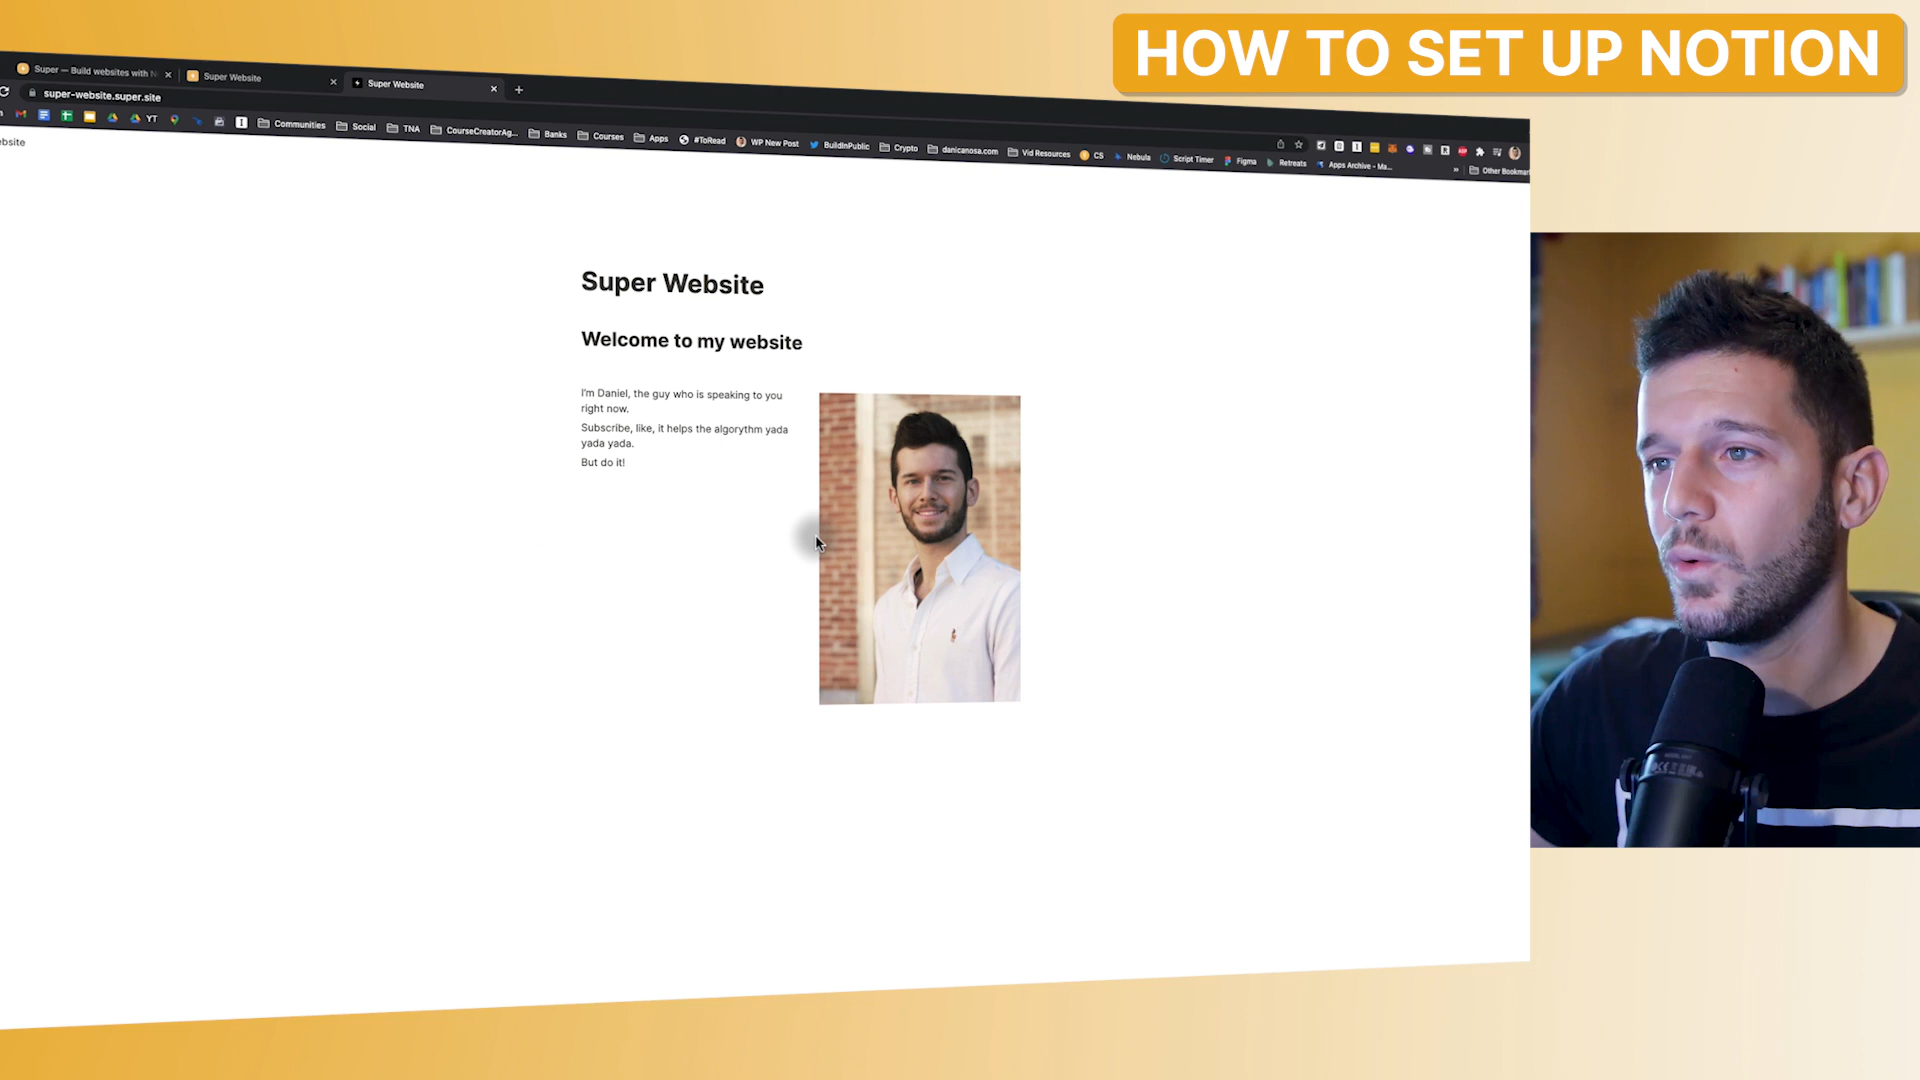 HOW TO SET UP NOTION
Super — Build websites with N
Super Website
Super Website
super-website.super.site
YT
Communities
Social
TNA
CourseCreatorAg...
Banks
Courses
Apps
#ToRead
WP New Post
BuildInPublic
Crypto
danicanosa.com
Vid Resources
CS
Nebula
Script Timer
Figma
Retreats
Apps Archive - Ma...
Other Bookmar
ebsite
Super Website
Welcome to my website
I'm Daniel, the guy who is speaking to you
right now.
Subscribe, like, it helps the algorythm yada
yada yada.
But do it!